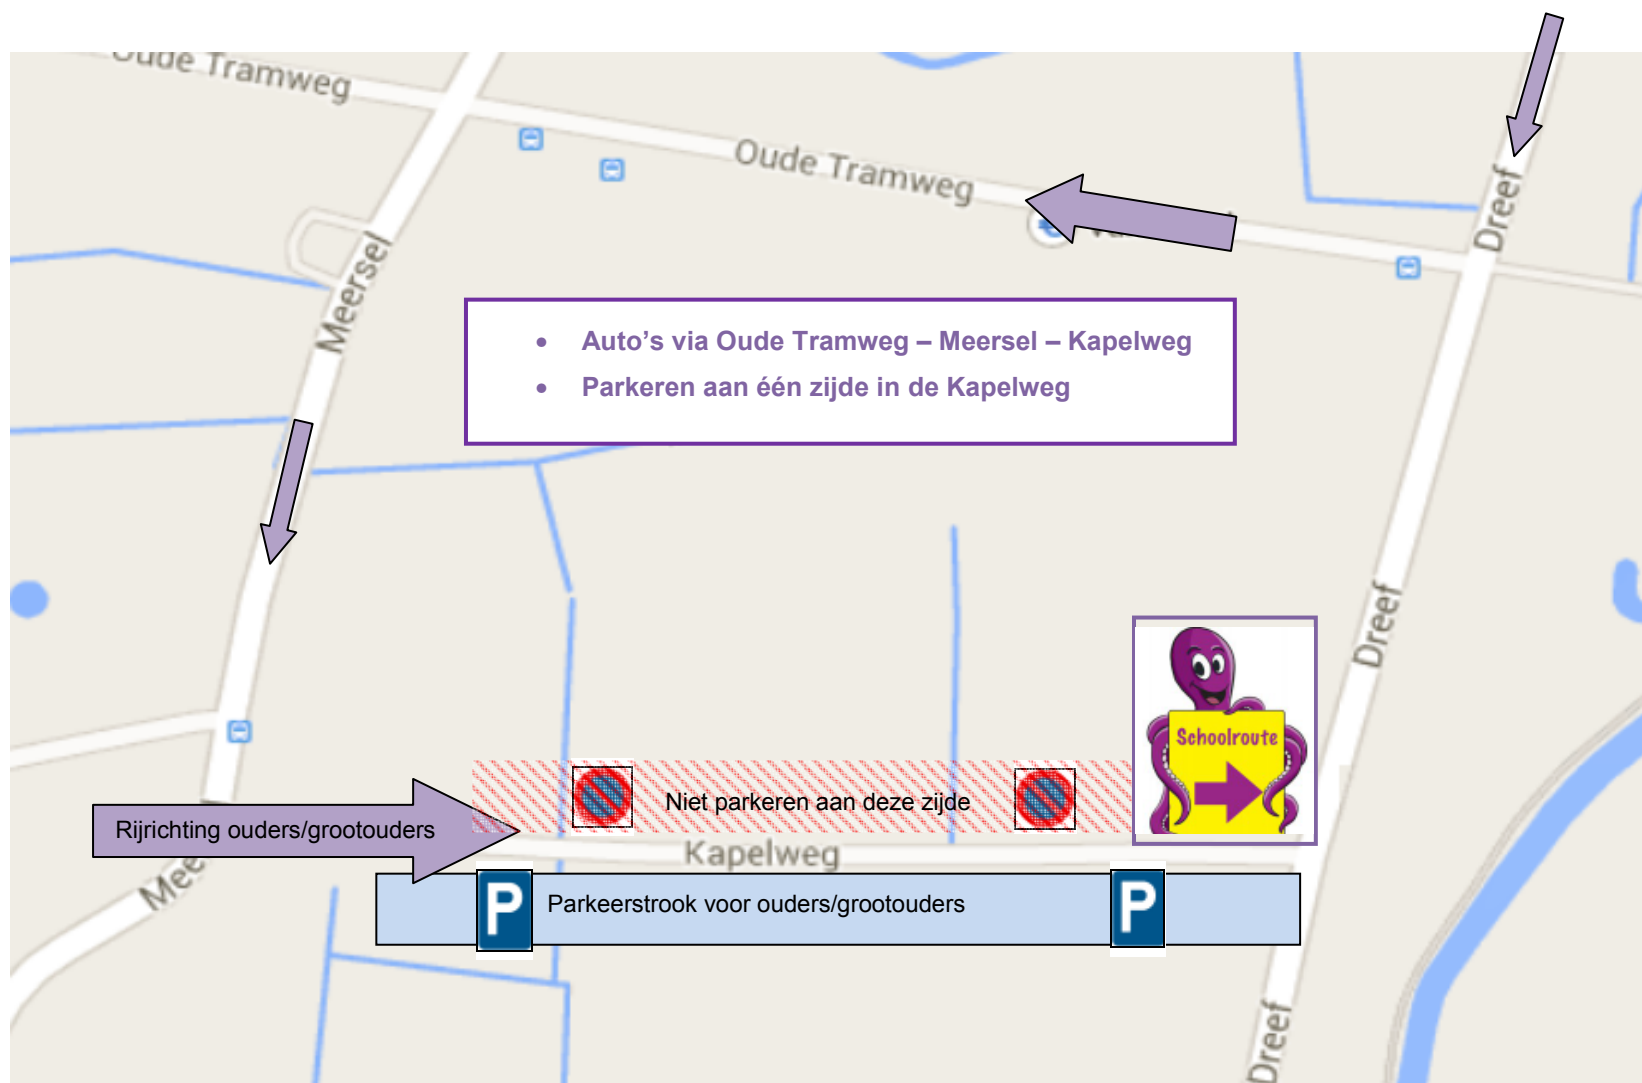 Oude Tramweg
Oude Tramweg
Dreef
Meersel
• Auto's via Oude Tramweg – Meersel – Kapelweg
• Parkeren aan één zijde in de Kapelweg
Dreef
Schoolroute
Niet parkeren aan deze zijde
Rijrichting ouders/grootouders
Kapelweg
P
Parkeerstrook voor ouders/grootouders
P
Dreef